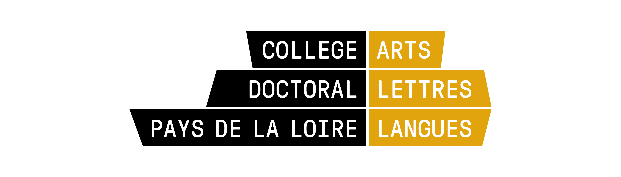 COLLEGE ARTS
DOCTORAL LETTRES
PAYS DE LA LOIRE LANGUES